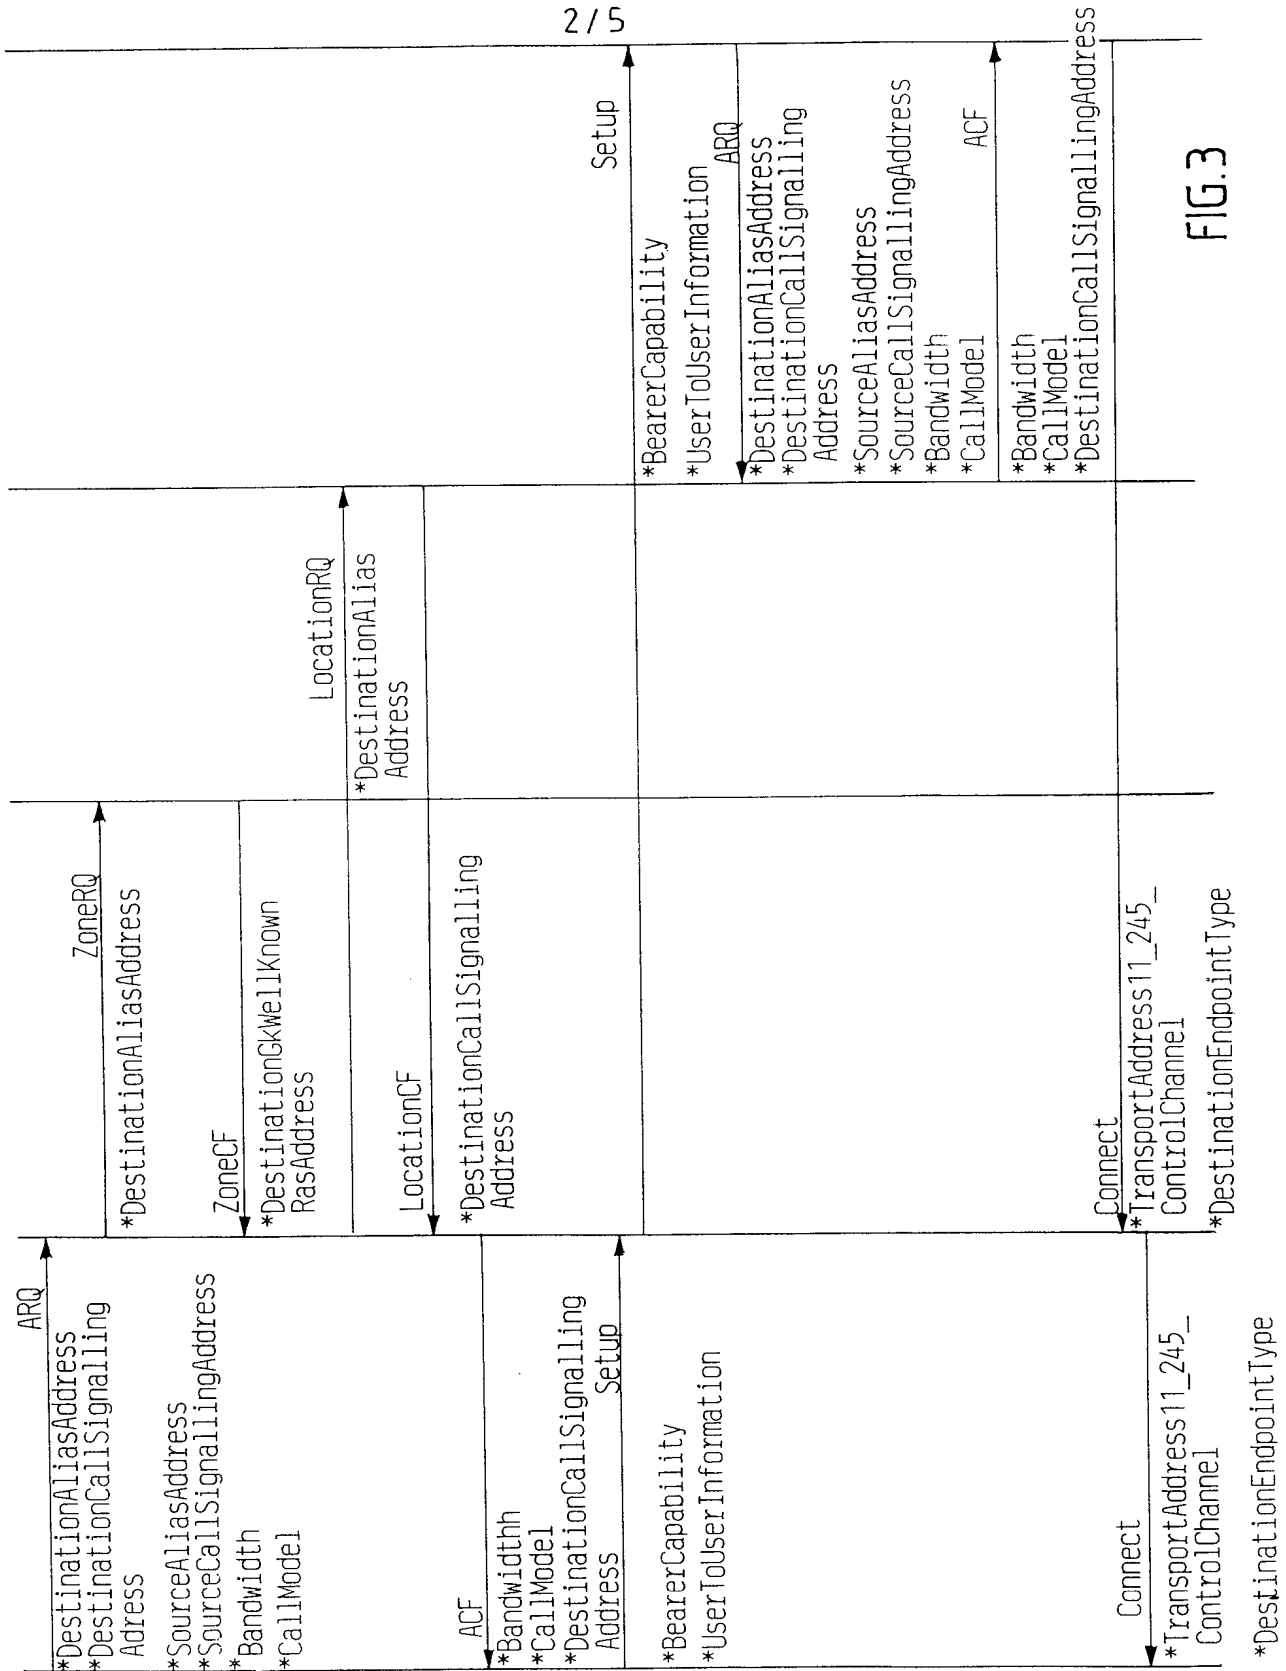 2/5
ARQ
*DestinationAliasAddress
*DestinationCallSignalling
Adress
*SourceAliasAddress
*SourceCallSignallingAddress
*Bandwidth
*CallModel
ZoneRQ
*DestinationAliasAddress
ZoneCF
*DestinationGkWellKnown
RasAddress
LocationRQ
*DestinationAlias
Address
LocationCF
*DestinationCallSignalling
Address
ACF
*Bandwidthh
*CallModel
*DestinationCallSignalling
Address
Setup
*BearerCapability
*UserToUserInformation
Setup
*BearerCapability
*UserToUserInformation
ARQ
*DestinationAliasAddress
*DestinationCallSignalling
Address
*SourceAliasAddress
*SourceCallSignallingAddress
*Bandwidth
*CallModel
ACF
*Bandwidth
*CallModel
*DestinationCallSignallingAddress
Connect
*TransportAddress11_245_
ControlChannel
*DestinationEndpointType
Connect
*TransportAddress11_245_
ControlChannel
*DestinationEndpointType
FIG.3